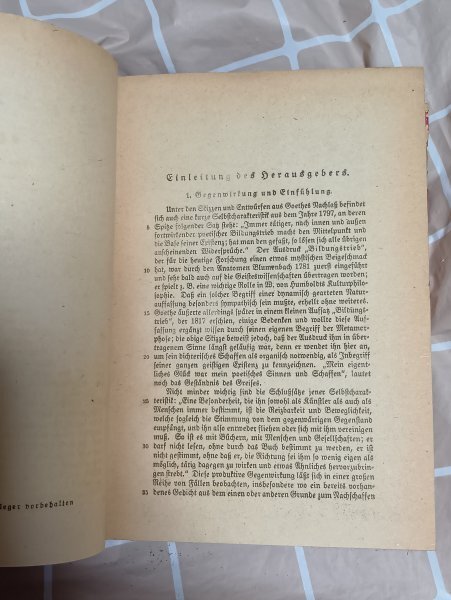 leger vorbehalten
Einleitung des Herausgebers.
1. Gegenwirkung und Einfühlung.
Unter den Skizzen und Entwürfen aus Goethes Nachlaß befindet
sich auch eine kurze Selbstcharakteristik aus dem Jahre 1797, an deren
5 Spitze folgender Satz stehe: „Immer tätiger, nach innen und außen
fortwirkender poetischer Bildungstrieb macht den Mittelpunkt und
die Base seiner Existenz; hat man den gefaßt, so lösen sich alle übrigen
anscheinenden Widersprüche“. Der Ausdruck „Bildungstrieb“,
der für die heutige Forschung einen etwas mystischen Beigeschmack
10 hat, war durch den Anatomen Blumenbach 1781 zuerst eingeführt
und sehr bald auch auf die Geisteswissenschaften übertragen worden;
er spielt z. B. eine wichtige Rolle in W. von Humboldts Kulturphilo-
sophie. Daß ein solcher Begriff einer dynamisch gearteten Natur-
auffassung besonders sympathisch sein mußte, erhellt ohne weiteres.
15 Goethe äußerte allerdings später in einem kleinen Aufsatz „Bildungs-
trieb“, der 1817 erschien, einige Bedenken und wollte diese Auf-
fassung ergänzt wissen durch seinen eigenen Begriff der Metamor-
phose; die obige Skizze beweist jedoch, daß der Ausdruck ihm in über-
tragenem Sinne längst geläufig war, denn er wendet ihn hier an,
20 um sein dichterisches Schaffen als organisch notwendig, als Inbegriff
seiner ganzen geistigen Existenz zu kennzeichnen. „Mein eigent-
liches Glück war mein poetisches Sinnen und Schaffen“, lautet
noch das Geständnis des Greises.
Nicht minder wichtig sind die Schlußsätze jener Selbstcharak-
25 teristik: „Eine Besonderheit, die ihn sowohl als Künstler als auch als
Menschen immer bestimmt, ist die Reizbarkeit und Beweglichkeit,
welche sogleich die Stimmung von dem gegenwärtigen Gegenstand
empfängt, und ihn also entweder fliehen oder sich mit ihm vereinigen
muß. So ist es mit Büchern, mit Menschen und Gesellschaften; er
30 darf nicht lesen, ohne durch das Buch bestimmt zu werden, er ist
nicht gestimmt, ohne daß er, die Richtung sei ihm so wenig eigen als
möglich, tätig dagegen zu wirken und etwas Ähnliches hervorzubrin-
gen strebt.“ Diese produktive Gegenwirkung läßt sich in einer großen
Reihe von Fällen beobachten, insbesondere wo ein bereits vorhan-
35 denes Gedicht aus dem einen oder anderen Grunde zum Nachschaffen